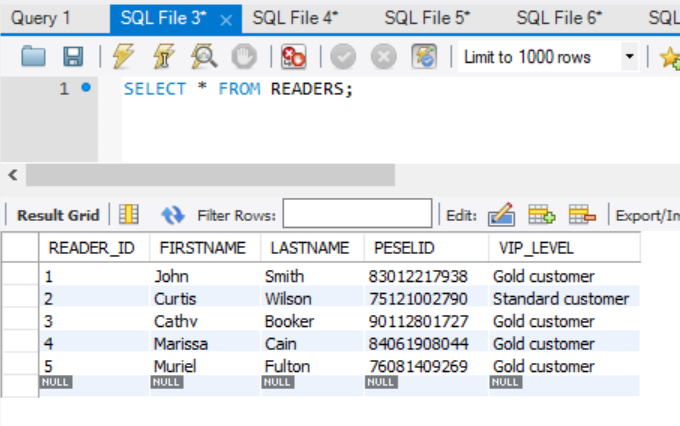 Query 1 SQL File 3* × SQL File 4* SQL File 5* SQL File 6* SQL
Limit to 1000 rows
1 SELECT * FROM READERS;
Result Grid Filter Rows: Edit: Export/Im
READER_ID FIRSTNAME LASTNAME PESELID VIP_LEVEL
1 John Smith 83012217938 Gold customer
2 Curtis Wilson 75121002790 Standard customer
3 Cathy Booker 90112801727 Gold customer
4 Marissa Cain 84061908044 Gold customer
5 Muriel Fulton 76081409269 Gold customer
NULL NULL NULL NULL NULL